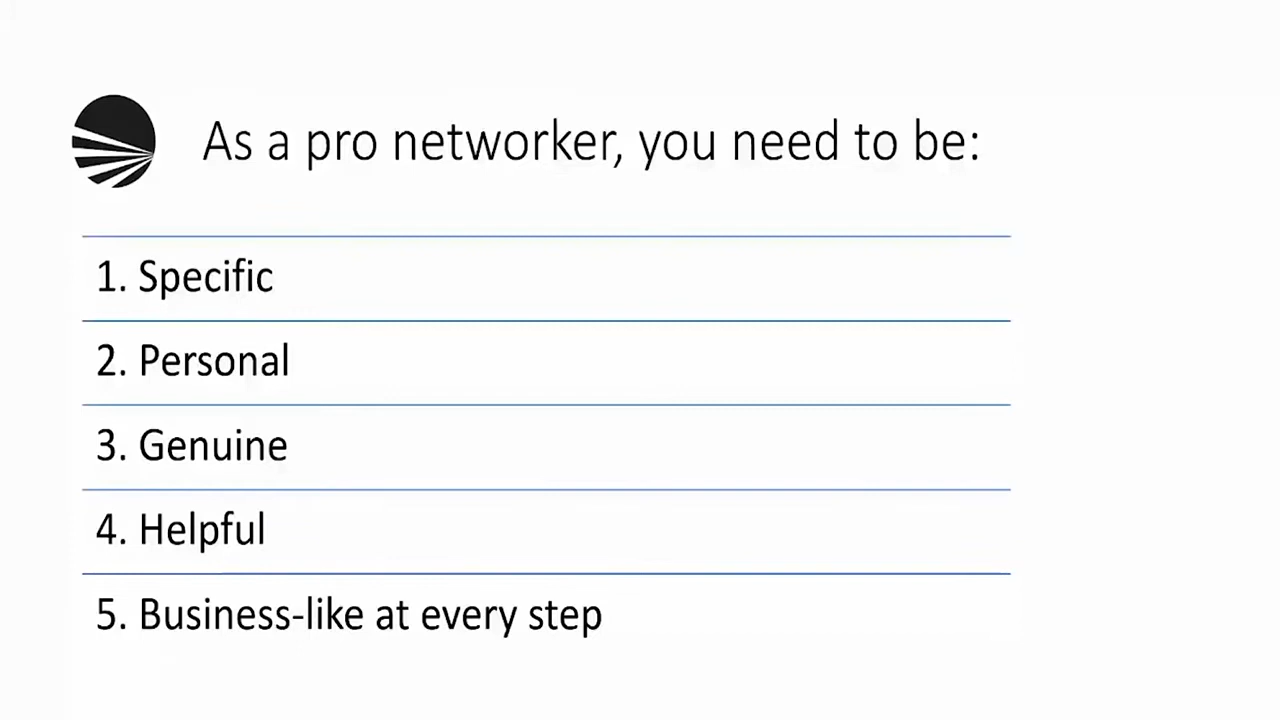 As a pro networker, you need to be:
1. Specific
2. Personal
3. Genuine
4. Helpful
5. Business-like at every step